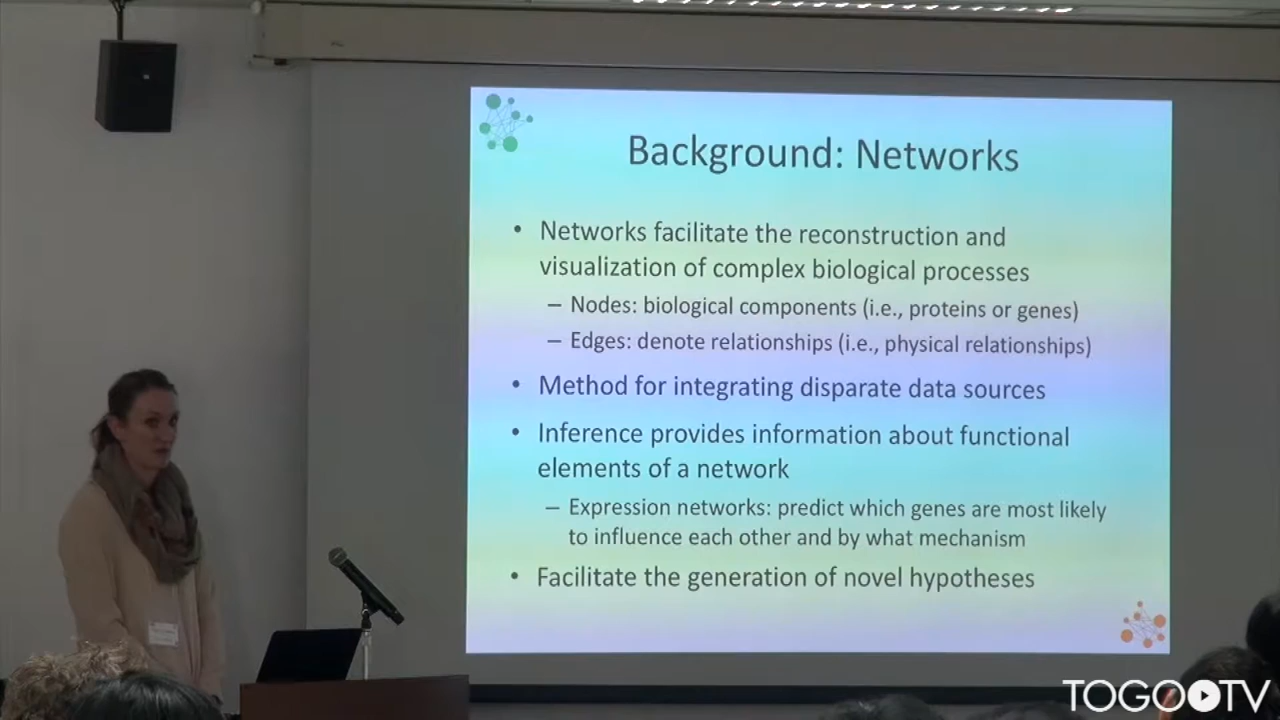 Background: Networks
• Networks facilitate the reconstruction and
visualization of complex biological processes
– Nodes: biological components (i.e., proteins or genes)
– Edges: denote relationships (i.e., physical relationships)
• Method for integrating disparate data sources
• Inference provides information about functional
elements of a network
– Expression networks: predict which genes are most likely
to influence each other and by what mechanism
• Facilitate the generation of novel hypotheses
TOGO TV